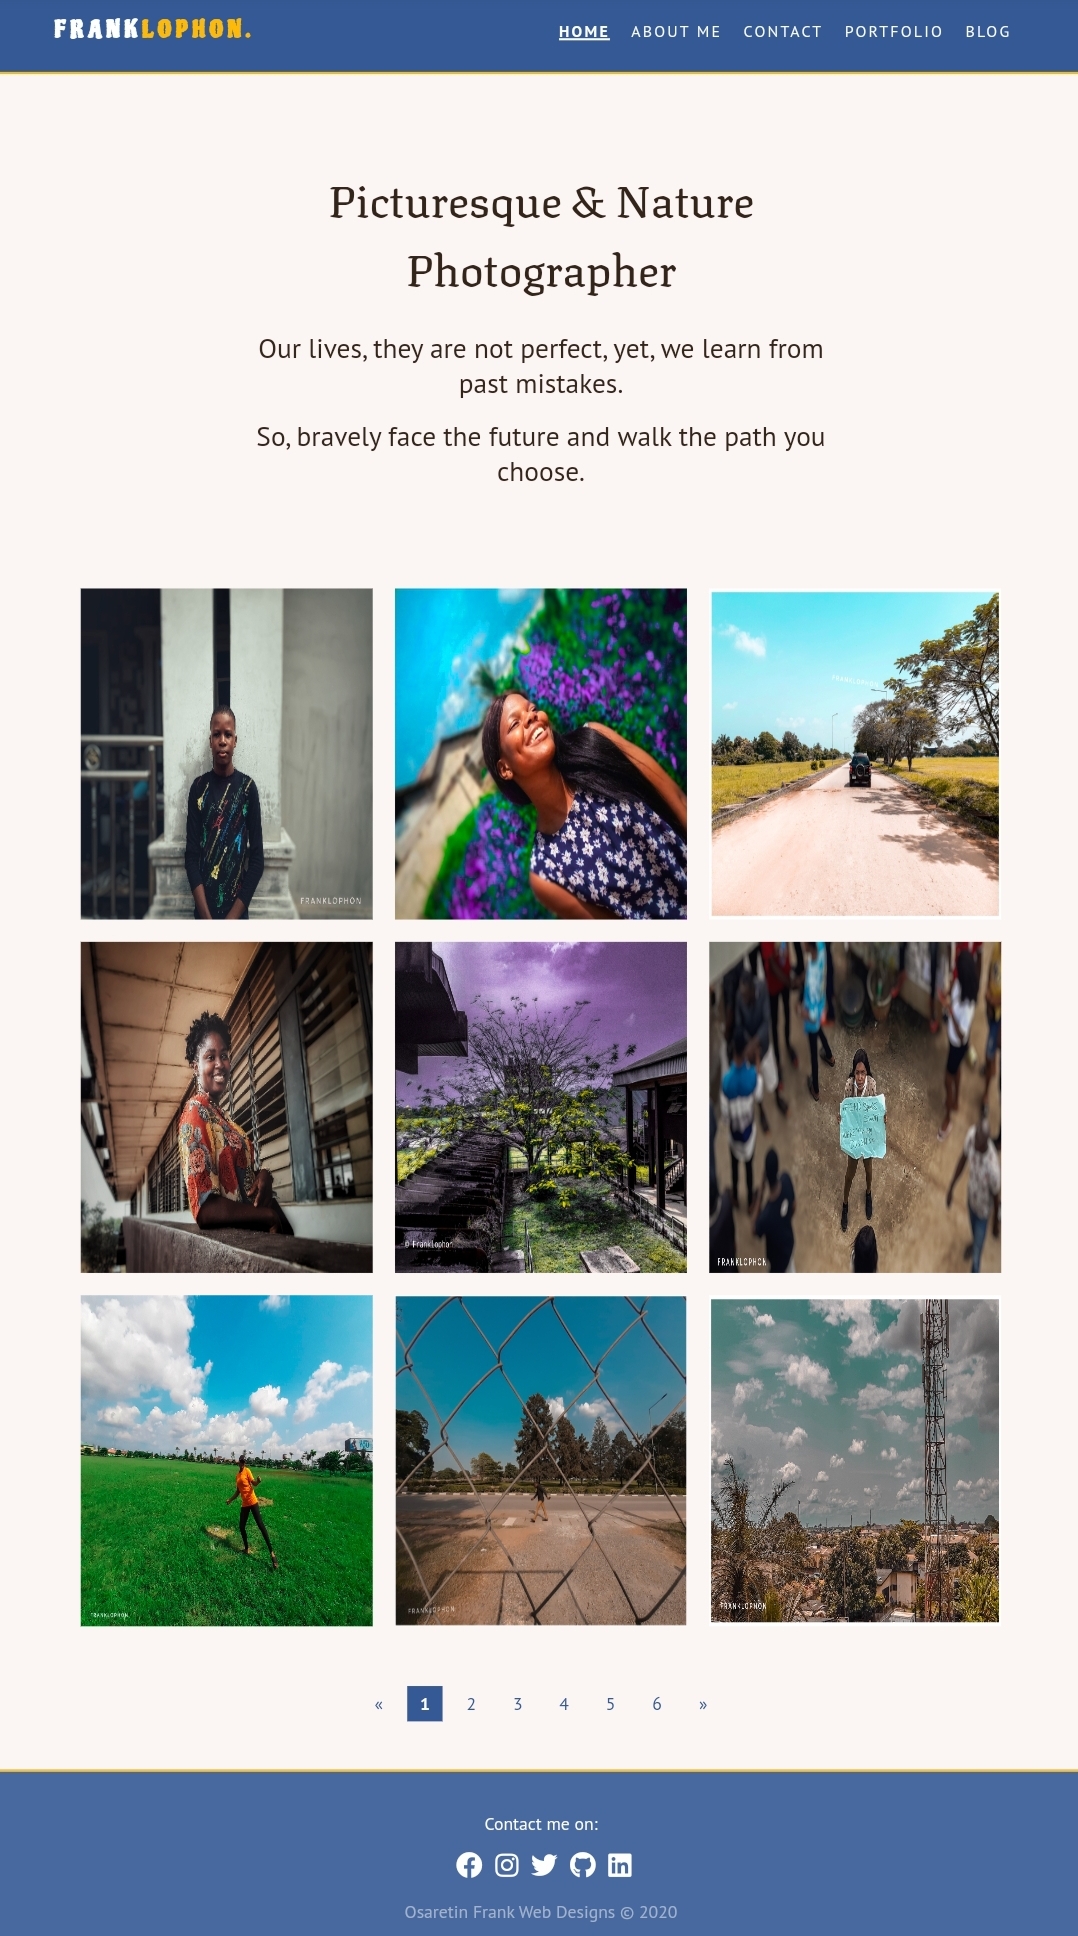 FRANKLOPHON.
HOME ABOUT ME CONTACT PORTFOLIO BLOG
Picturesque & Nature
Photographer
Our lives, they are not perfect, yet, we learn from
past mistakes.
So, bravely face the future and walk the path you
choose.
FRANKLOPHON
FRANKLOPHON
© Franklophon
FRANKLOPHON
FRANKLOPHON
FRANKLOPHON
FRANKLOPHON
« 1 2 3 4 5 6 »
Contact me on:
Osaretin Frank Web Designs © 2020